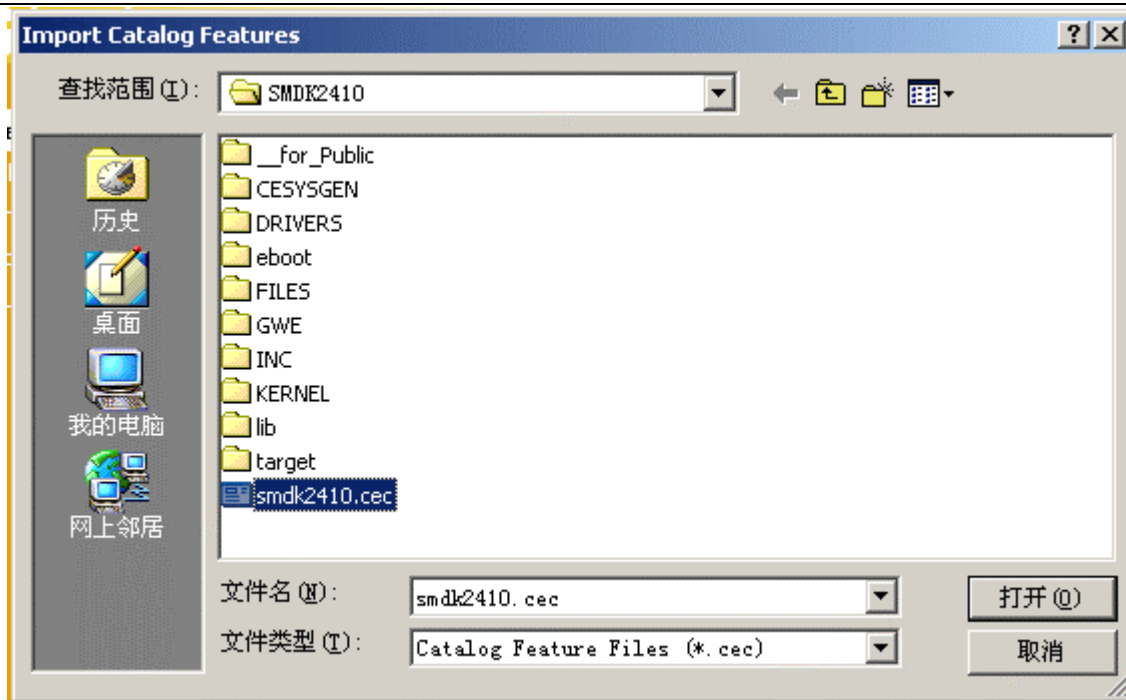 Import Catalog Features
查找范围(I):
SMDK2410
历史
桌面
我的电脑
网上邻居
__for_Public
CESYSGEN
DRIVERS
eboot
FILES
GWE
INC
KERNEL
lib
target
smdk2410.cec
文件名(N):
smdk2410.cec
打开(O)
文件类型(T):
Catalog Feature Files (*.cec)
取消